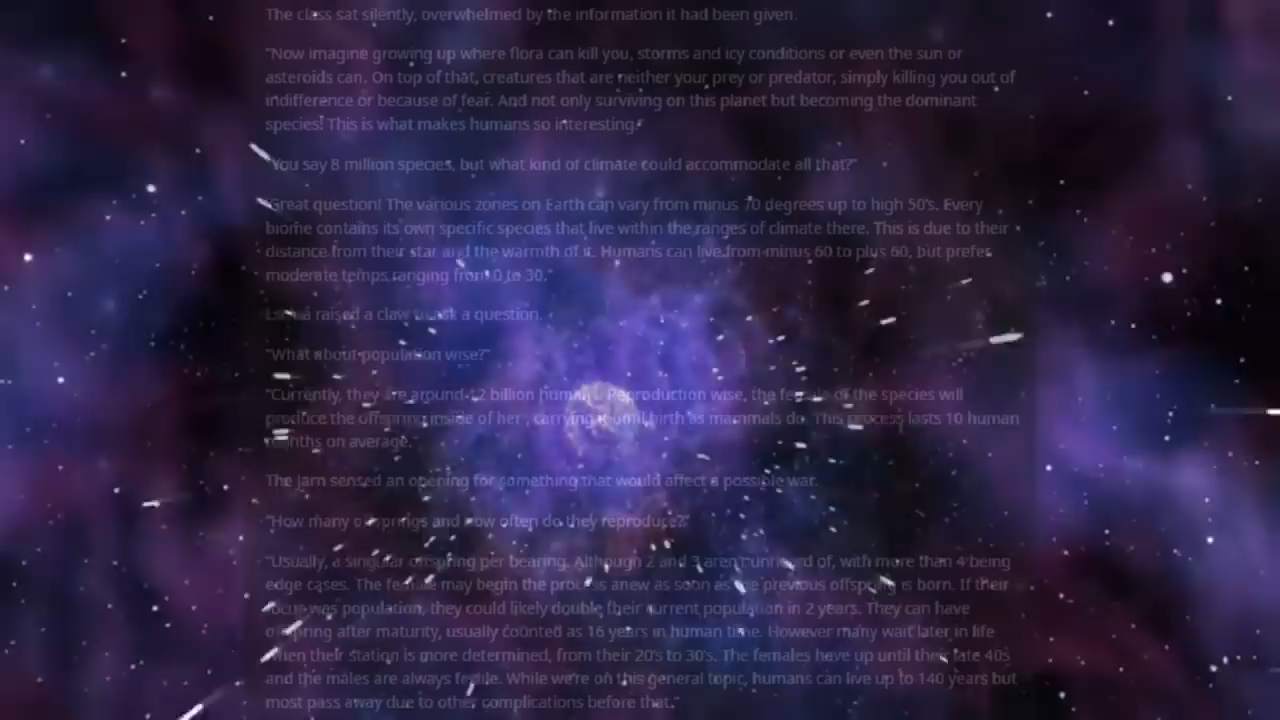 The class sat silently, overwhelmed by the information it had been given.
"Now imagine growing up where flora can kill you, storms and icy conditions or even the sun or
asteroids can. On top of that, creatures that are neither your prey or predator, simply killing you out of
indifference or because of fear. And not only surviving on this planet but becoming the dominant
species! This is what makes humans so interesting."
"You say 8 million species, but what kind of climate could accommodate all that?"
"Great question! The various zones on Earth can vary from minus 70 degrees up to high 50's. Every
biome contains its own specific species that live within the ranges of climate there. This is due to their
distance from their star and the warmth of it. Humans can live from minus 60 to plus 60, but prefer
moderate temps ranging from 0 to 30.
raised a claw to ask a question.
"What about population wise?"
"Currently, they are around 12 billion humans. Reproduction wise, the female of the species will
produce the offspring inside of her, carrying it until birth as mammals do. This process lasts 10 human
months on average."
The Jarn sensed an opening for something that would affect a possible war.
"How many offsprings and how often do they reproduce?"
"Usually, a singular offspring per bearing. Although 2 and 3 aren't unheard of, with more than 4 being
edge cases. The female may begin the process anew as soon as the previous offspring is born. If their
focus was population, they could likely double their current population in 2 years. They can have
offspring after maturity, usually counted as 16 years in human time. However many wait later in life
when their station is more determined, from their 20's to 30's. The females have up until their late 40s
and the males are always fertile. While we're on this general topic, humans can live up to 140 years but
most pass away due to other complications before that."